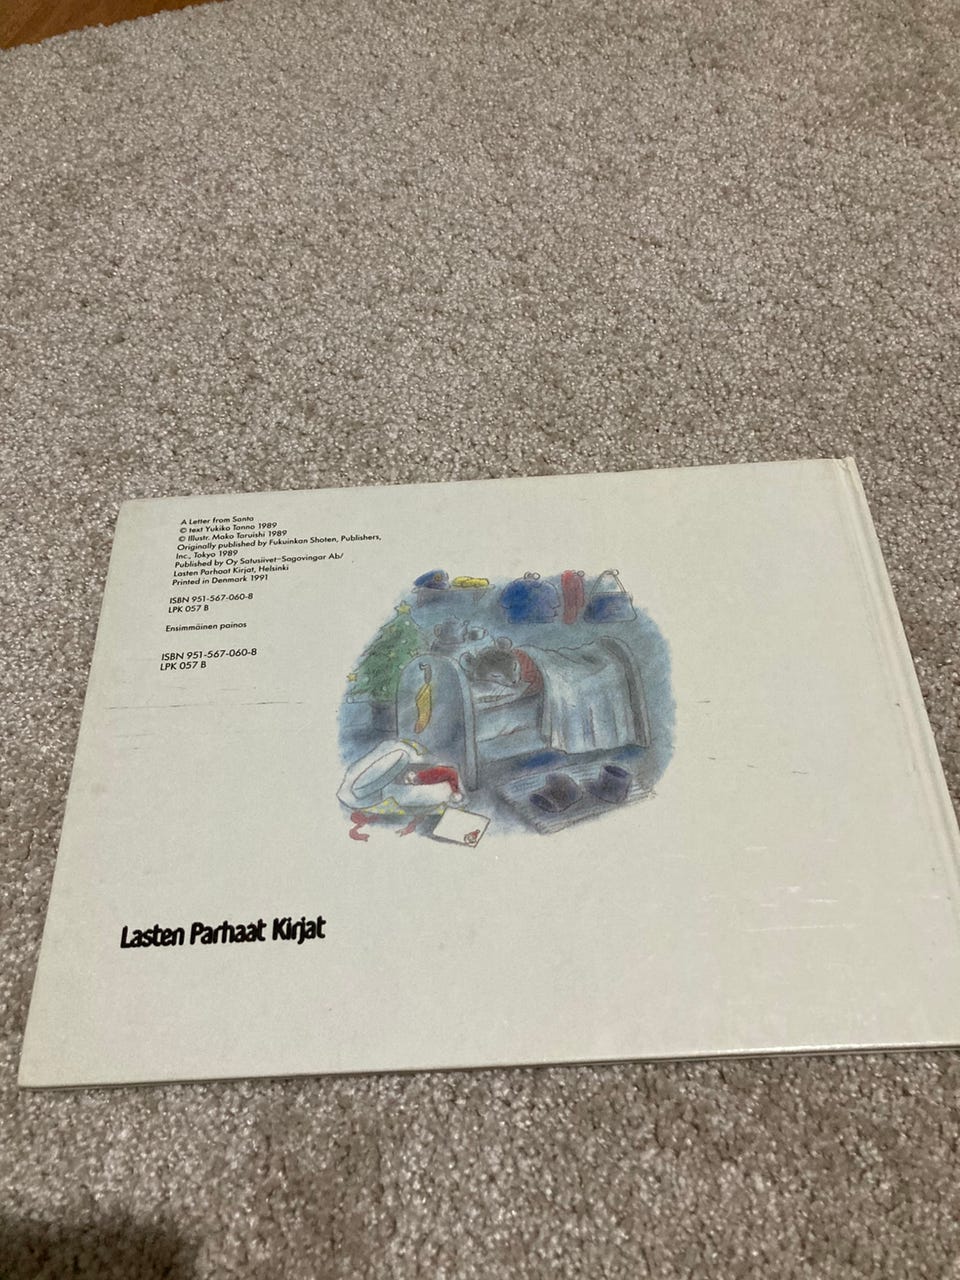 A Letter from Santa
© text Yukiko Tanno 1989
© Illustr. Mako Taruishi 1989
Originally published by Fukuinkan Shoten, Publishers,
Inc., Tokyo 1989
Published by Oy Satusiivet–Sagovingar Ab/
Lasten Parhaat Kirjat, Helsinki
Printed in Denmark 1991
ISBN 951-567-060-8
LPK 057 B
Ensimmäinen painos
ISBN 951-567-060-8
LPK 057 B
Lasten Parhaat Kirjat